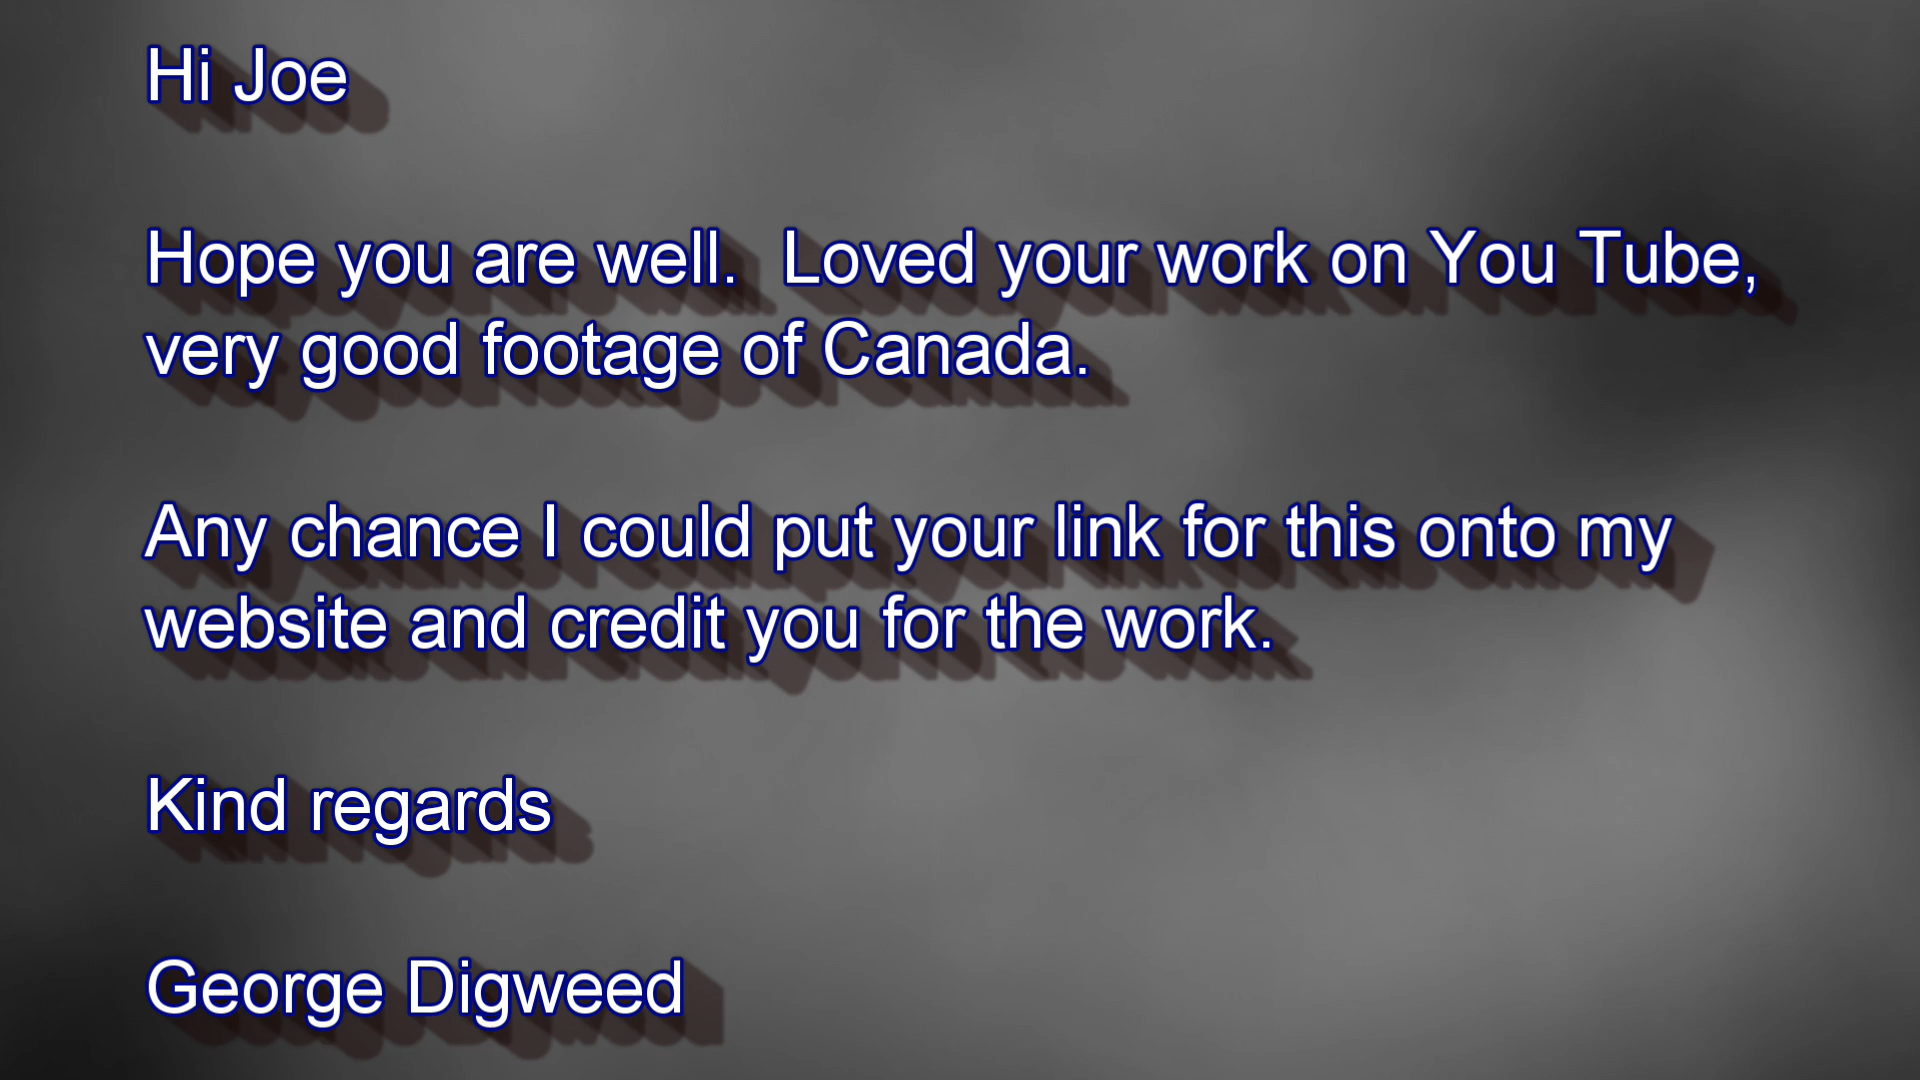 Hi Joe
Hope you are well.  Loved your work on You Tube,
very good footage of Canada.
Any chance I could put your link for this onto my
website and credit you for the work.
Kind regards
George Digweed